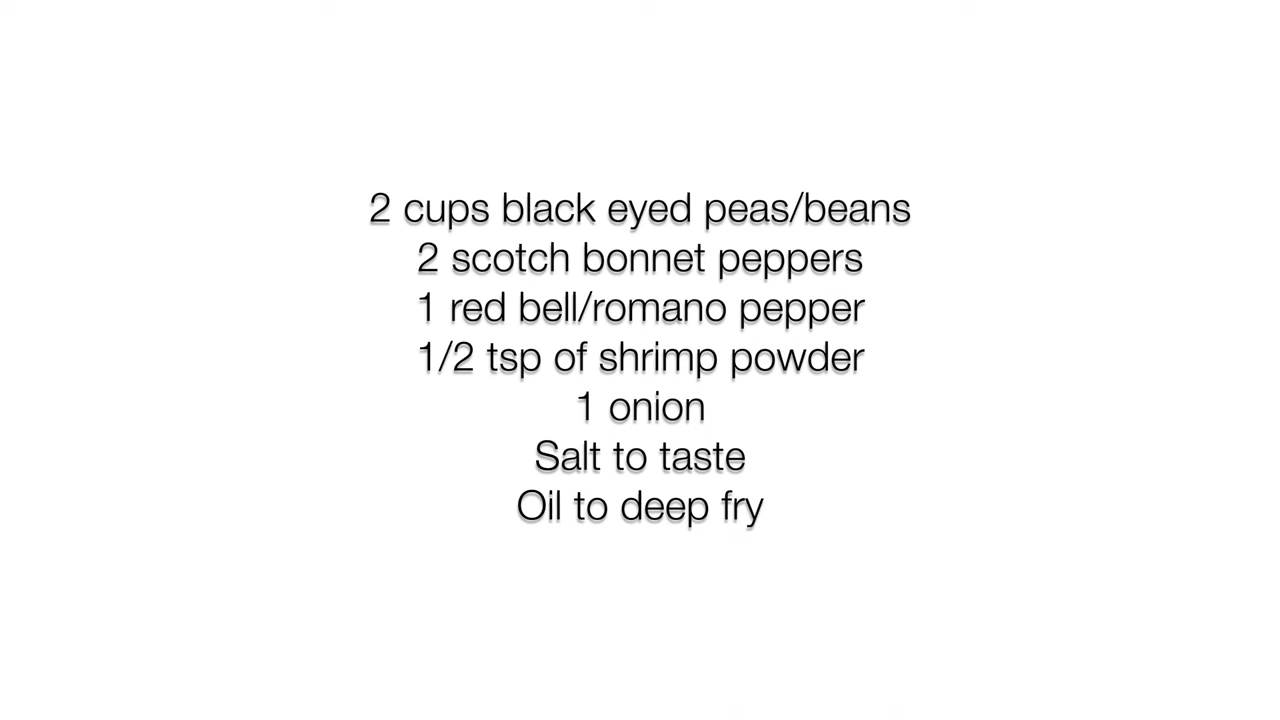 2 cups black eyed peas/beans
2 scotch bonnet peppers
1 red bell/romano pepper
1/2 tsp of shrimp powder
1 onion
Salt to taste
Oil to deep fry